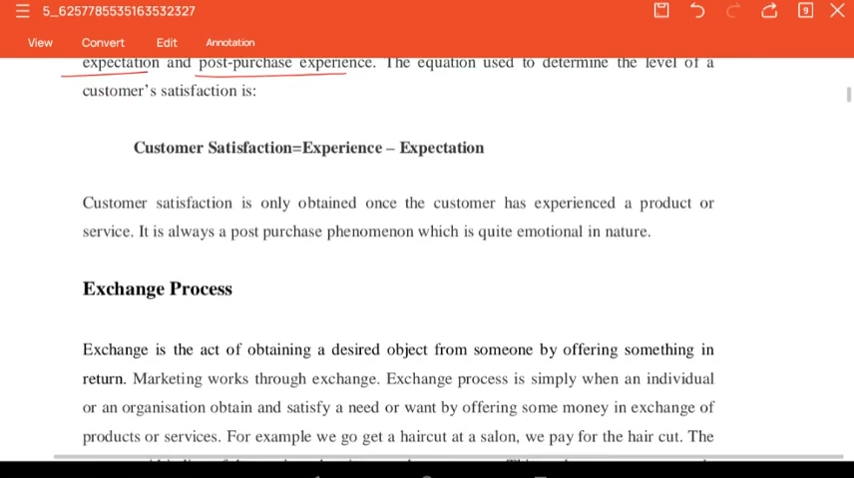 5_6257785535163532327
9
View Convert Edit Annotation
expectation and post-purchase experience. The equation used to determine the level of a
customer's satisfaction is:
Customer Satisfaction=Experience – Expectation
Customer satisfaction is only obtained once the customer has experienced a product or
service. It is always a post purchase phenomenon which is quite emotional in nature.
Exchange Process
Exchange is the act of obtaining a desired object from someone by offering something in
return. Marketing works through exchange. Exchange process is simply when an individual
or an organisation obtain and satisfy a need or want by offering some money in exchange of
products or services. For example we go get a haircut at a salon, we pay for the hair cut. The